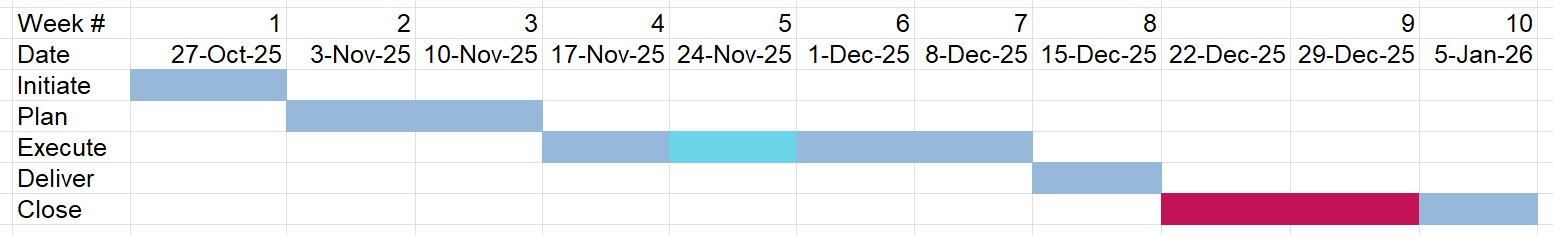 Week # 1 2 3 4 5 6 7 8 9 10
Date 27-Oct-25 3-Nov-25 10-Nov-25 17-Nov-25 24-Nov-25 1-Dec-25 8-Dec-25 15-Dec-25 22-Dec-25 29-Dec-25 5-Jan-26
Initiate
Plan
Execute
Deliver
Close